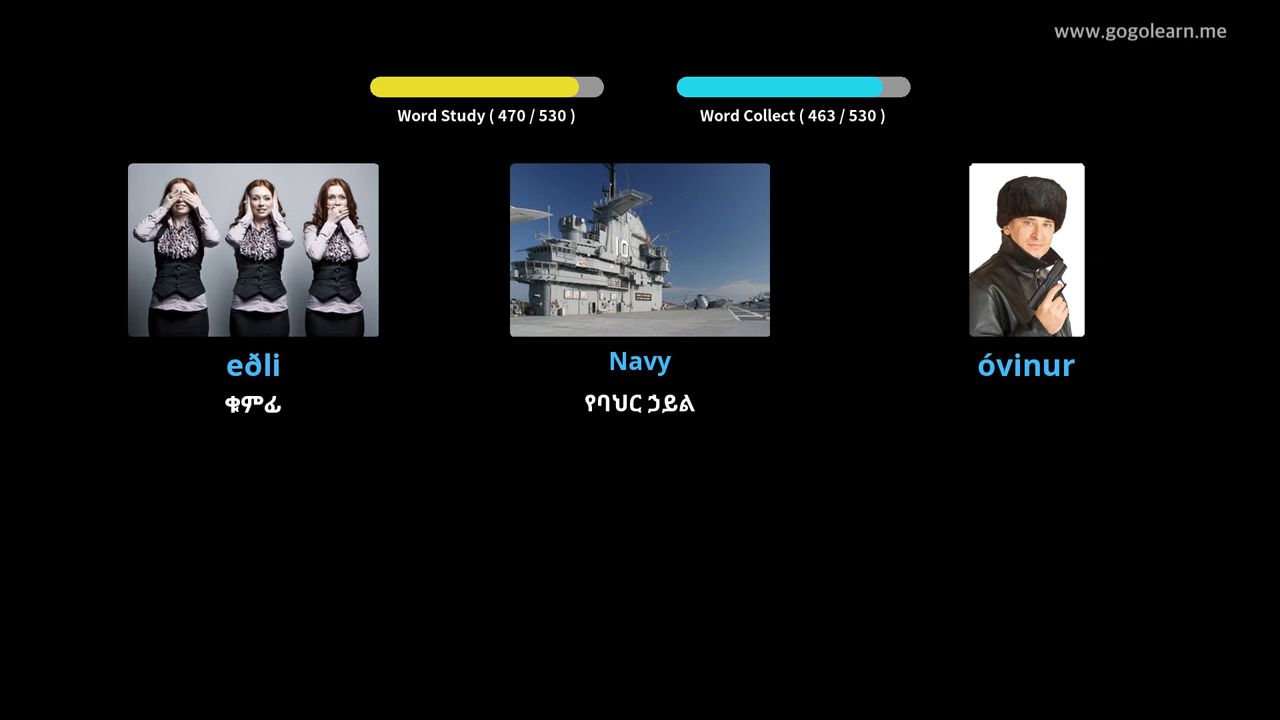 www.gogolearn.me
Word Study ( 470 / 530 )
Word Collect ( 463 / 530 )
eðli
ቁምፊ
Navy
የባህር ኃይል
óvinur